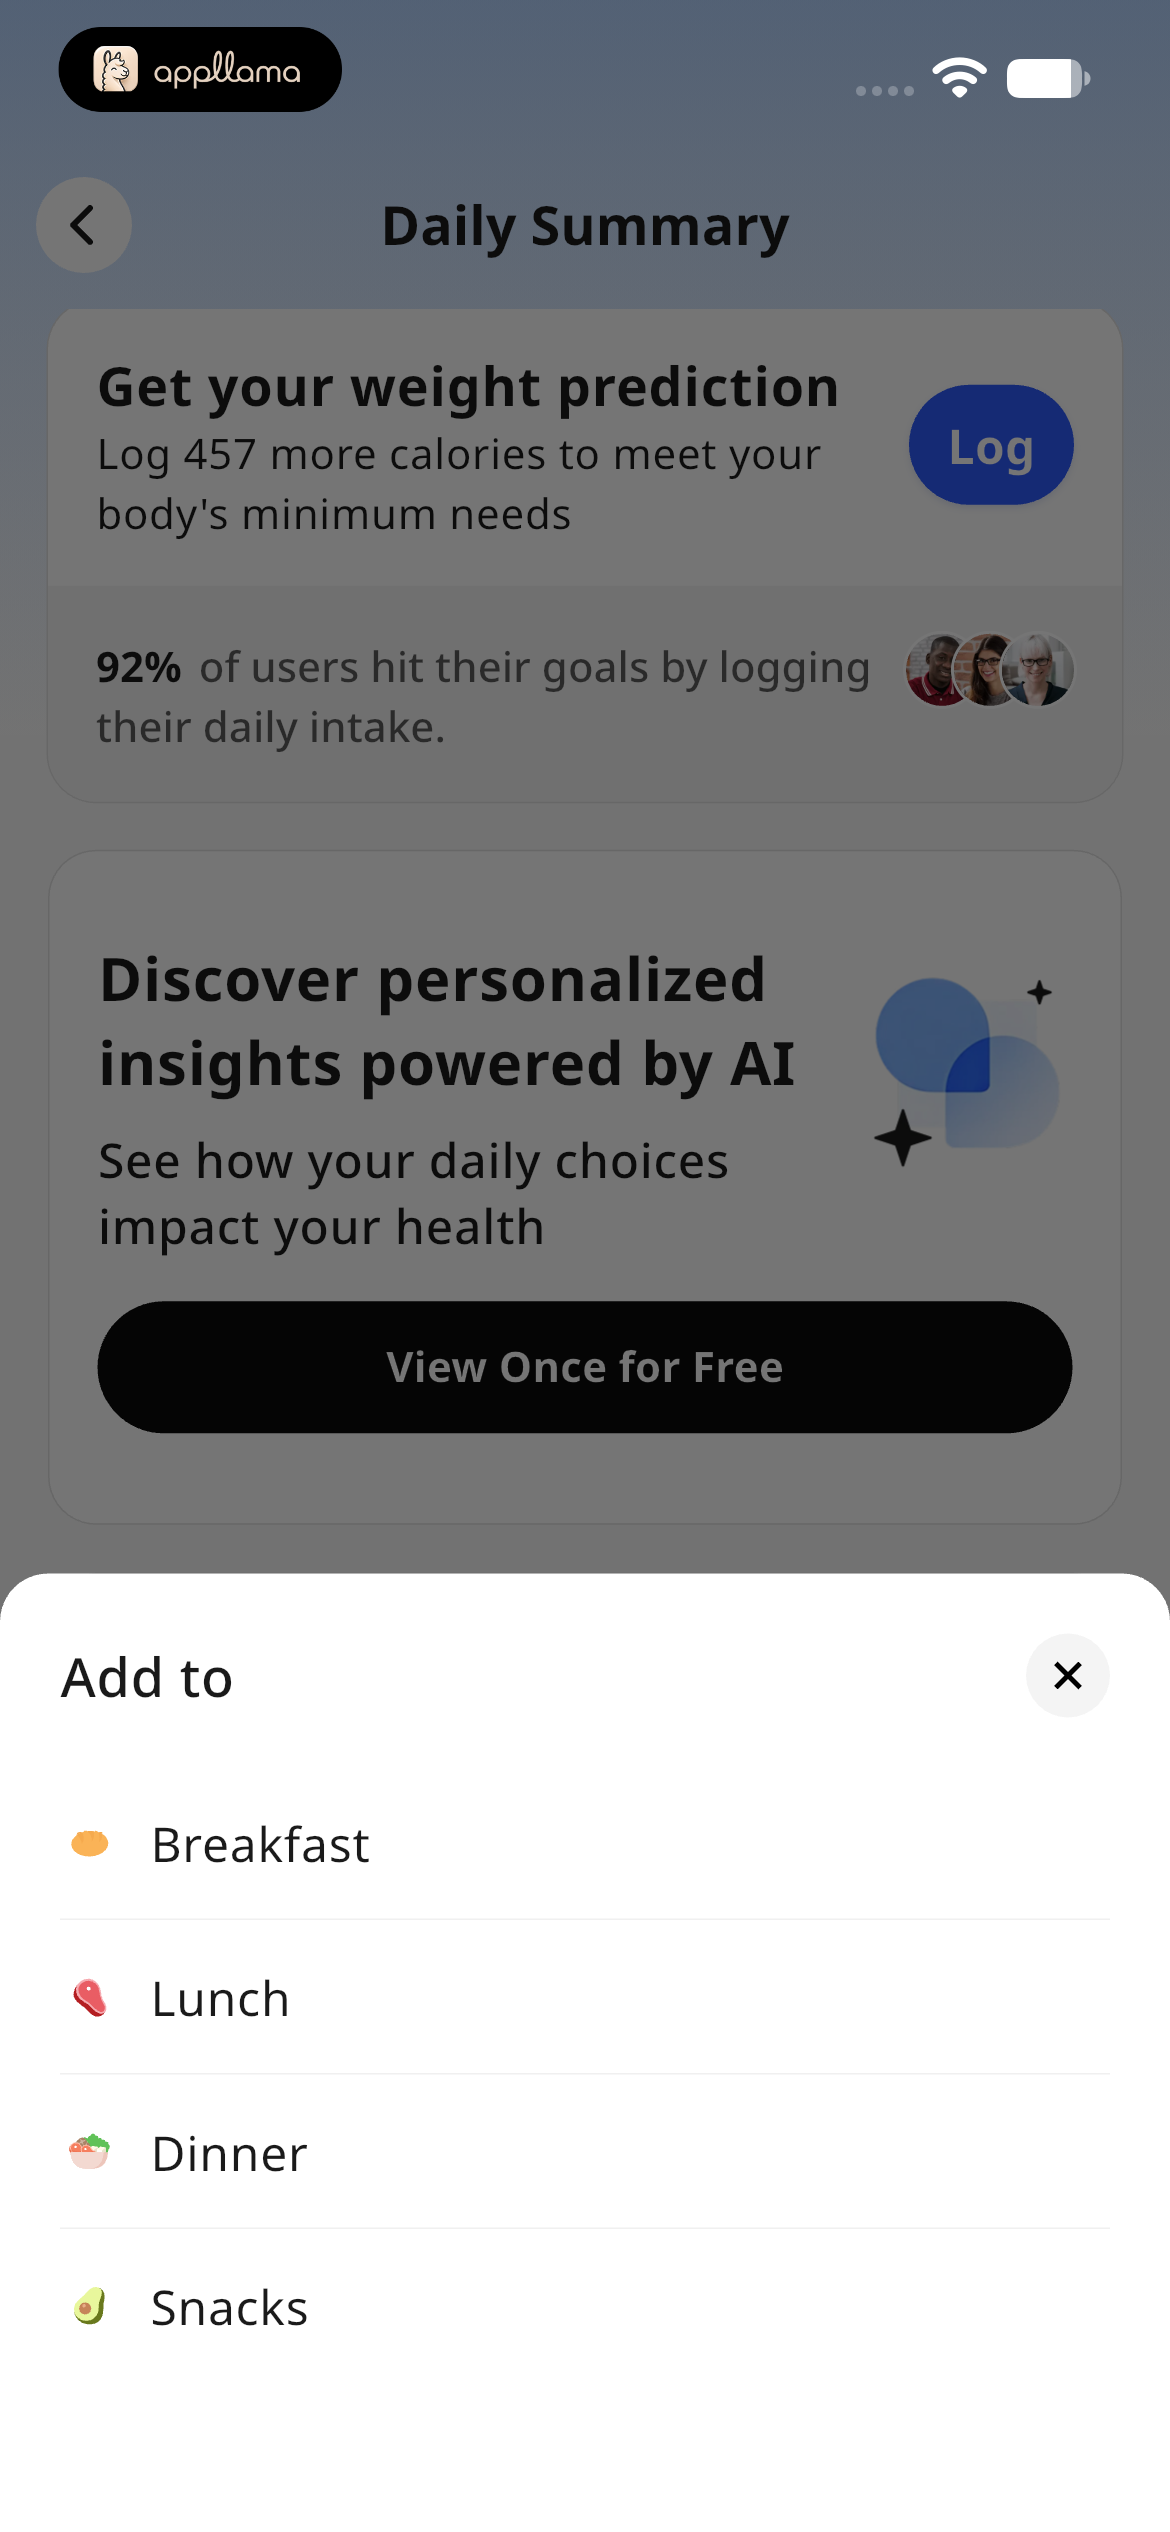 appllama
Daily Summary
Get your weight prediction
Log 457 more calories to meet your
body's minimum needs
Log
92% of users hit their goals by logging
their daily intake.
Discover personalized
insights powered by AI
See how your daily choices
impact your health
View Once for Free
Add to
Breakfast
Lunch
Dinner
Snacks